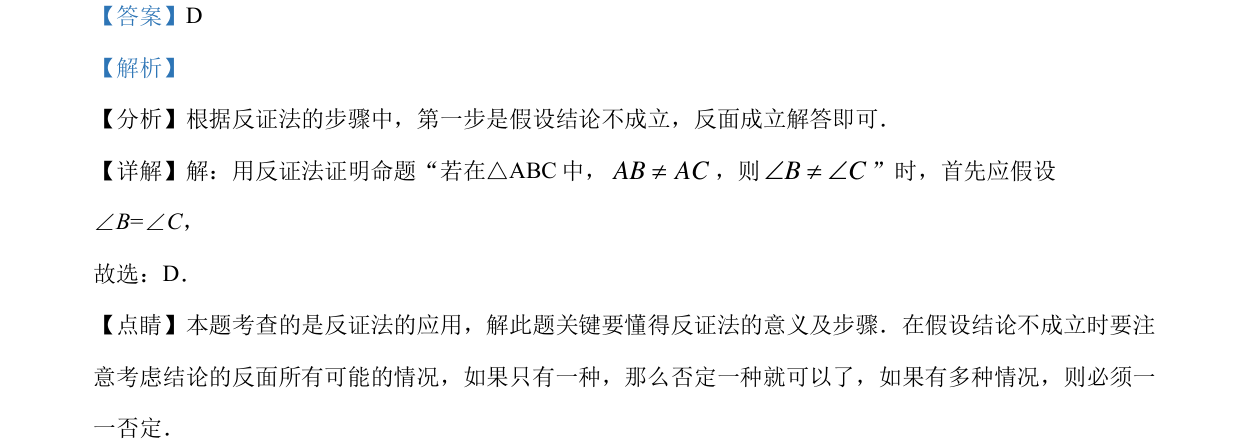 【答案】D
【解析】
【分析】根据反证法的步骤中，第一步是假设结论不成立，反面成立解答即可．
【详解】解：用反证法证明命题“若在△ABC中， AB ≠ AC ，则∠B ≠ ∠C ”时，首先应假设
∠B=∠C，
故选：D．
【点睛】本题考查的是反证法的应用，解此题关键要懂得反证法的意义及步骤．在假设结论不成立时要注
意考虑结论的反面所有可能的情况，如果只有一种，那么否定一种就可以了，如果有多种情况，则必须一
一否定．